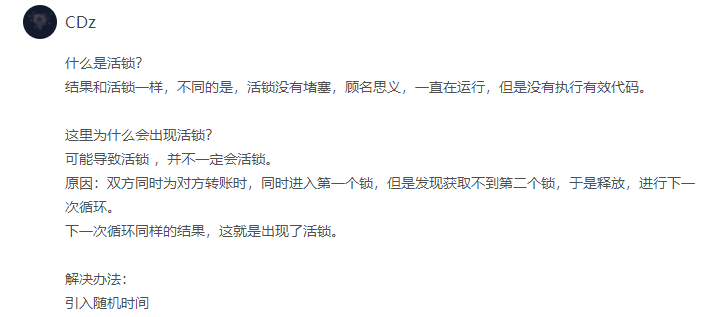 CDz
什么是活锁?
结果和活锁一样，不同的是，活锁没有堵塞，顾名思义，一直在运行，但是没有执行有效代码。
这里为什么会出现活锁?
可能导致活锁 ，并不一定会活锁。
原因：双方同时为对方转账时，同时进入第一个锁，但是发现获取不到第二个锁，于是释放，进行下一
次循环。
下一次循环同样的结果，这就是出现了活锁。
解决办法：
引入随机时间